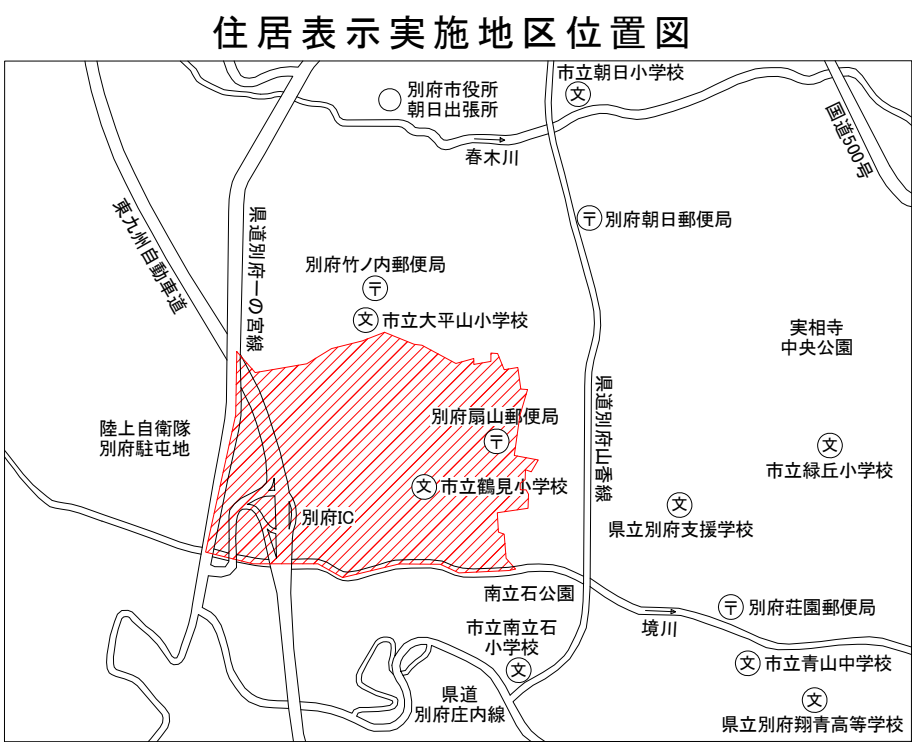 住居表示実施地区位置図
市立朝日小学校
文
別府市役所
朝日出張所
国道500号
春木川
東九州自動車道
県道別府一の宮線
〒 別府朝日郵便局
別府竹ノ内郵便局
〒
文 市立大平山小学校
実相寺
中央公園
県道別府山香線
別府扇山郵便局
〒
陸上自衛隊
別府駐屯地
文
市立緑丘小学校
文 市立鶴見小学校
文
県立別府支援学校
別府IC
南立石公園
〒 別府荘園郵便局
境川
市立南立石
小学校
文
文 市立青山中学校
県道
別府庄内線
文
県立別府翔青高等学校